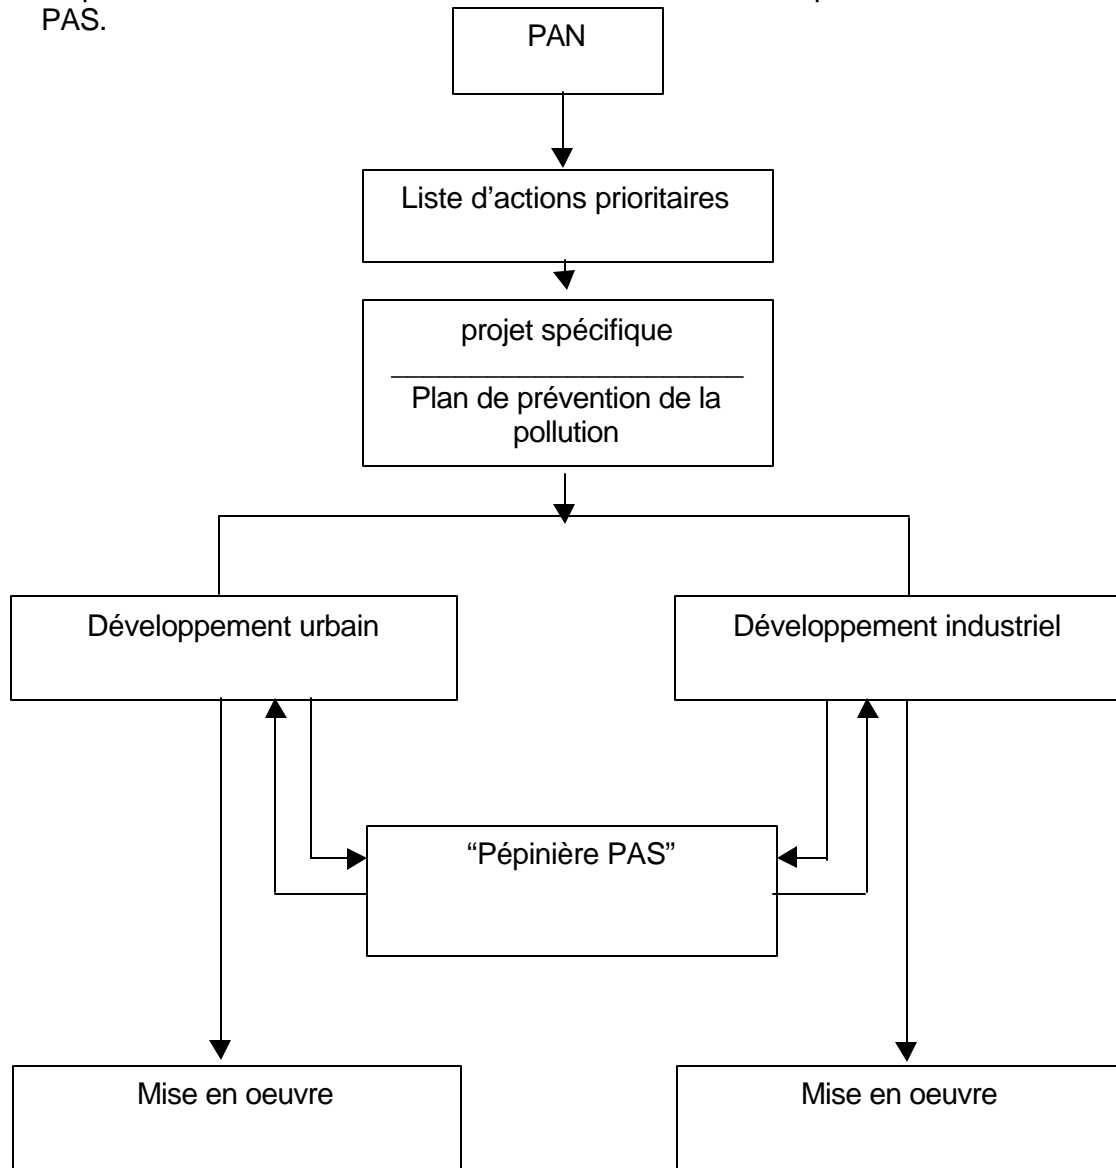 PAS.
PAN
Liste d’actions prioritaires
projet spécifique
Plan de prévention de la
pollution
Développement urbain
Développement industriel
“Pépinière PAS”
Mise en oeuvre
Mise en oeuvre